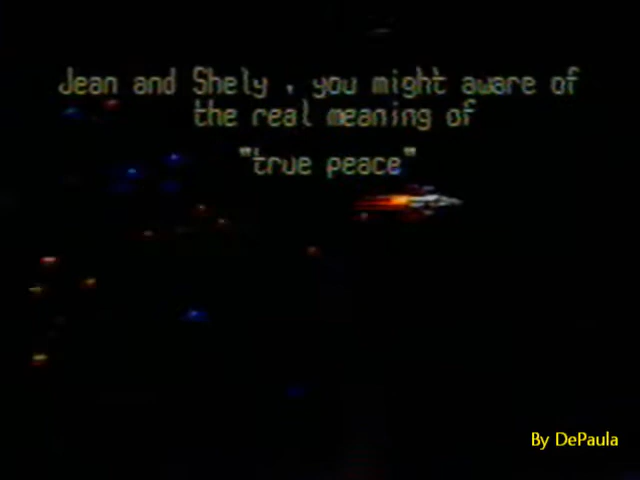 Jean and Shely , you might aware of
the real meaning of
"true peace"
By DePaula